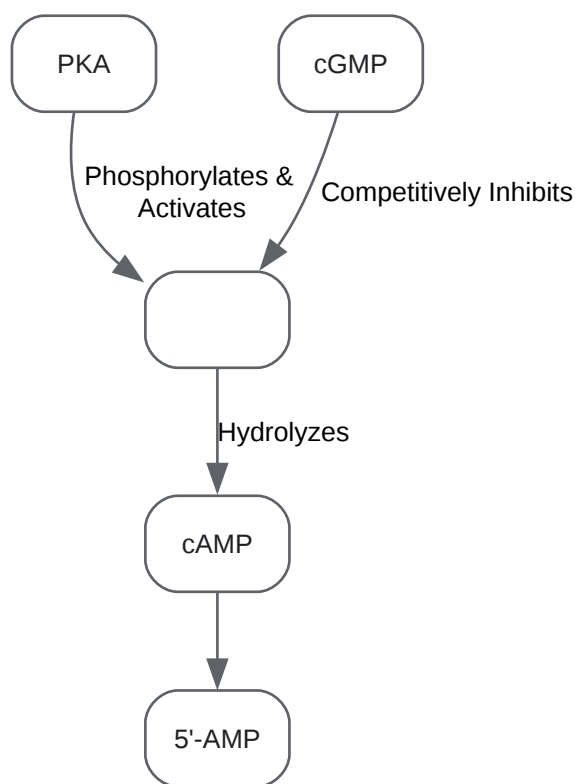 PKA
cGMP
Phosphorylates &
Activates
Competitively Inhibits
Hydrolyzes
cAMP
5'-AMP